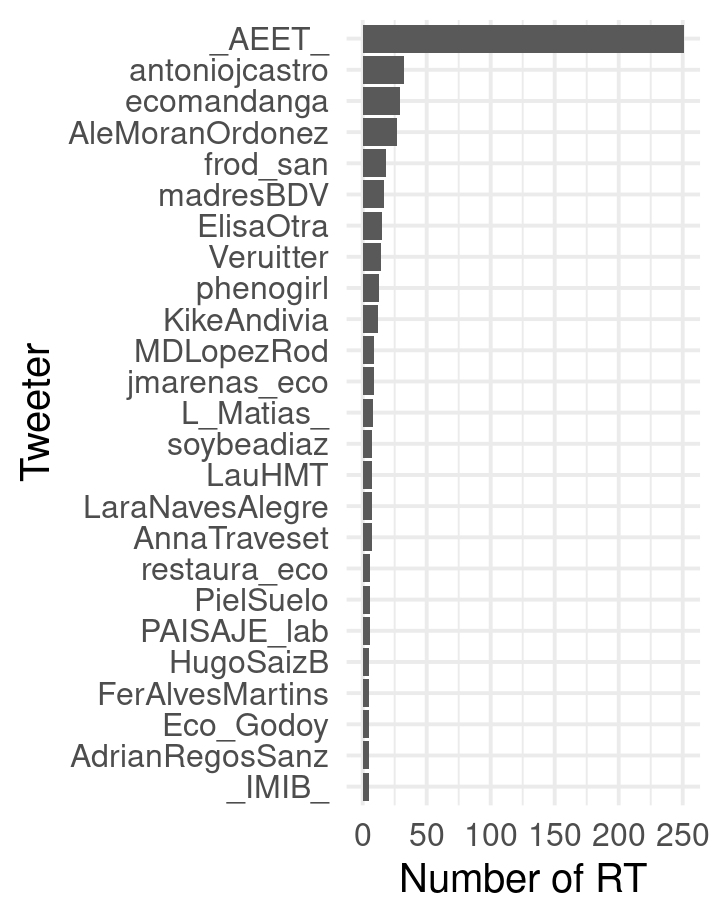 _AEET_
antoniojcastro
ecomandanga
AleMoranOrdonez
frod_san
madresBDV
ElisaOtra
Veruitter
phenogirl
KikeAndivia
MDLopezRod
jmarenas_eco
L_Matias_
soybeadiaz
LauHMT
LaraNavesAlegre
AnnaTraveset
restaura_eco
PielSuelo
PAISAJE_lab
HugoSaizB
FerAlvesMartins
Eco_Godoy
AdrianRegosSanz
_IMIB_
Tweeter
0 50 100 150 200 250
Number of RT